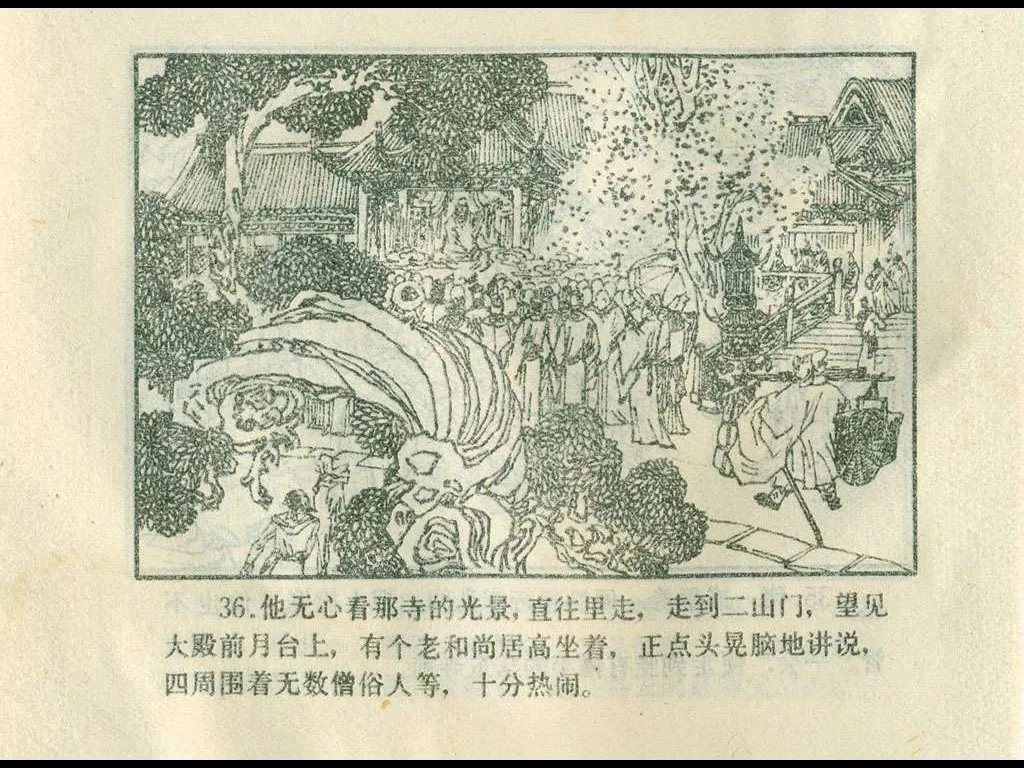 36.他无心看那寺的光景，直往里走，走到二山门，望见
大殿前月台上，有个老和尚居高坐着，正点头晃脑地讲说，
四周围着无数僧俗人等，十分热闹。